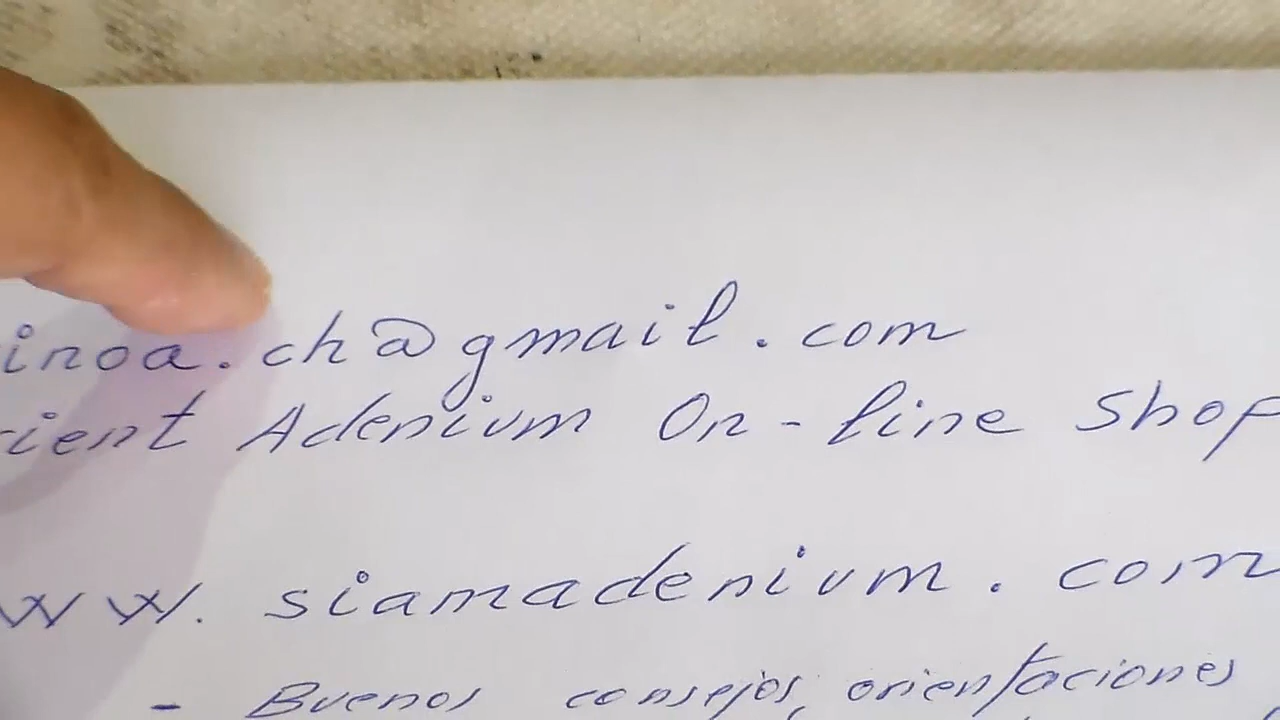 inoa.ch@gmail.com
rient Adenium On-line Shop
ww. siamadenium.com
- Buenos consejos, orientaciones